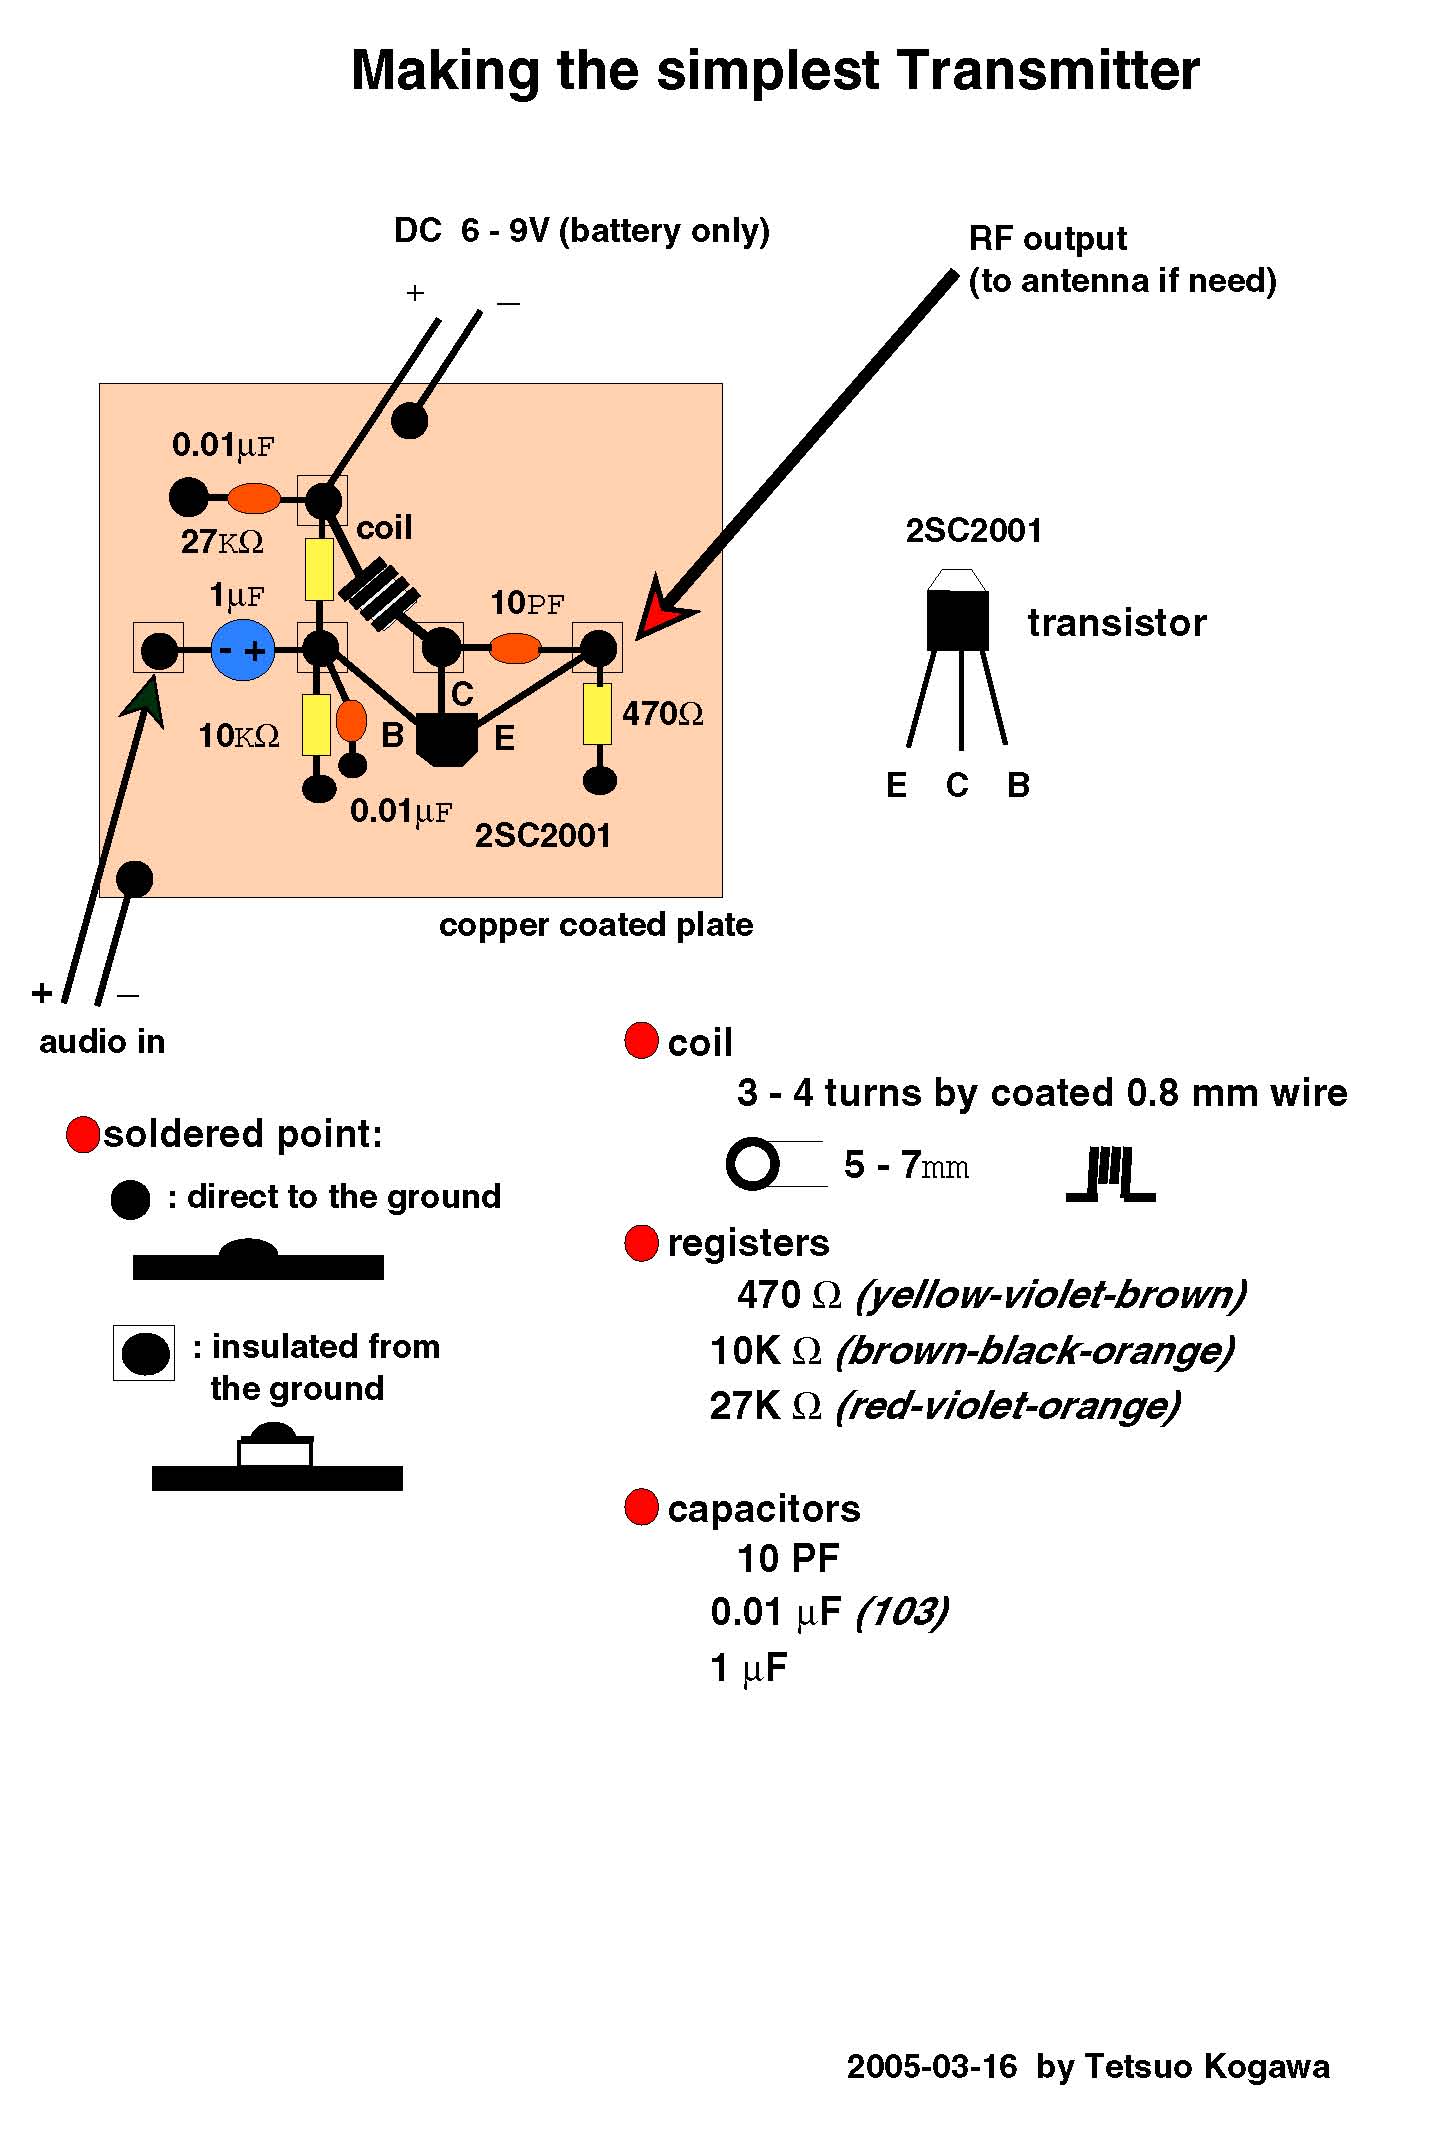 Making the simplest Transmitter
DC 6 - 9V (battery only)
+ −
RF output
(to antenna if need)
0.01μF
27KΩ
coil
1μF
- +
10PF
C
B
E
470Ω
10KΩ
0.01μF
2SC2001
copper coated plate
2SC2001
transistor
E C B
+ −
audio in
soldered point:
: direct to the ground
: insulated from
the ground
coil
3 - 4 turns by coated 0.8 mm wire
5 - 7mm
registers
470 Ω (yellow-violet-brown)
10K Ω (brown-black-orange)
27K Ω (red-violet-orange)
capacitors
10 PF
0.01 μF (103)
1 μF
2005-03-16 by Tetsuo Kogawa